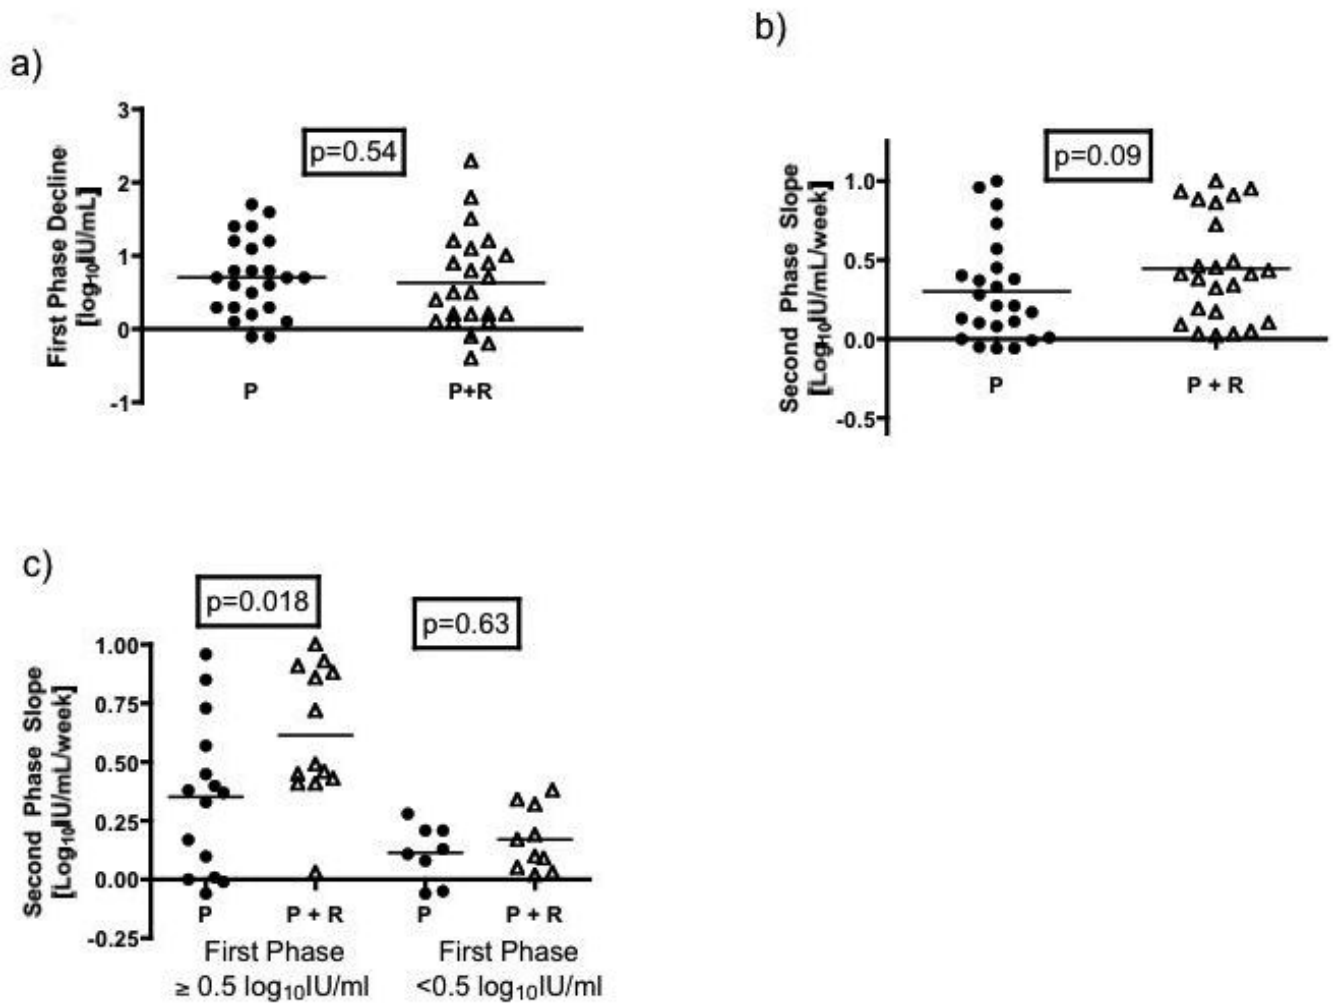 a)
3
2
1
0
-1
First Phase Decline
[log₁₀IU/mL]
p=0.54
P
P+R
b)
1.0
0.5
0.0
-0.5
Second Phase Slope
[Log₁₀IU/mL/week]
p=0.09
P
P + R
c)
1.00
0.75
0.50
0.25
0.00
-0.25
Second Phase Slope
[Log₁₀IU/mL/week]
p=0.018
p=0.63
P
P + R
P
P + R
First Phase
≥ 0.5 log₁₀IU/ml
First Phase
<0.5 log₁₀IU/ml